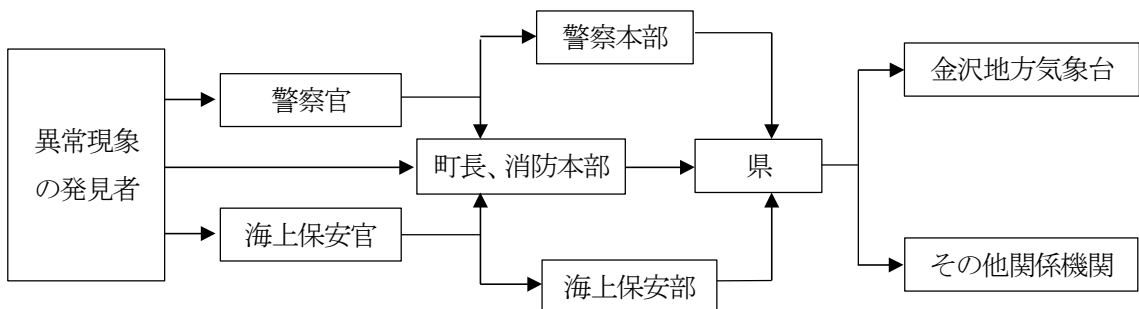 異常現象
の発見者
警察官
海上保安官
警察本部
町長、消防本部
海上保安部
県
金沢地方気象台
その他関係機関